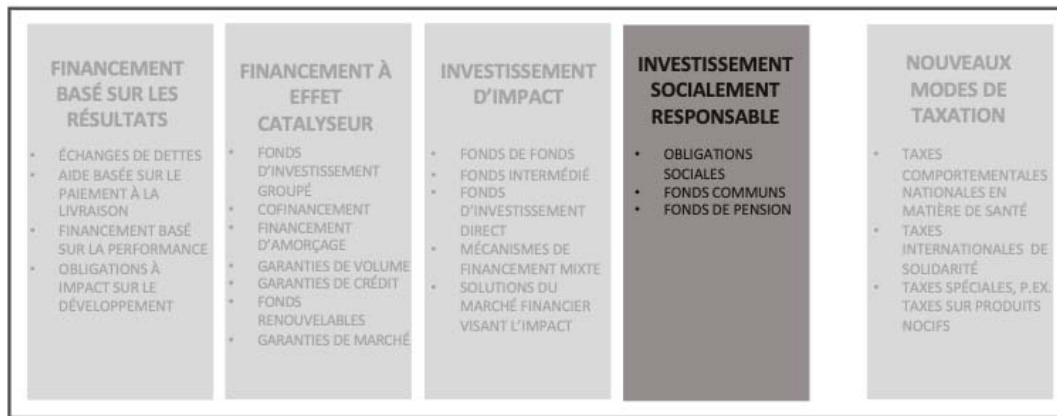 FINANCEMENT
BASÉ SUR LES
RÉSULTATS
• ÉCHANGES DE DETTES
• AIDE BASÉE SUR LE
PAIEMENT À LA
LIVRAISON
• FINANCEMENT BASÉ
SUR LA PERFORMANCE
• OBLIGATIONS À
IMPACT SUR LE
DÉVELOPPEMENT
FINANCEMENT À
EFFET
CATALYSEUR
• FONDS
D'INVESTISSEMENT
GROUPÉ
• COFINANCEMENT
• FINANCEMENT
D'AMORÇAGE
• GARANTIES DE VOLUME
• GARANTIES DE CRÉDIT
• FONDS
RENOUVELABLES
• GARANTIES DE MARCHÉ
INVESTISSEMENT
D'IMPACT
• FONDS DE FONDS
• FONDS INTERMÉDIÉ
• FONDS
D'INVESTISSEMENT
DIRECT
• MÉCANISMES DE
FINANCEMENT MIXTE
• SOLUTIONS DU
MARCHÉ FINANCIER
VISANT L'IMPACT
INVESTISSEMENT
SOCIALEMENT
RESPONSABLE
• OBLIGATIONS
SOCIALES
• FONDS COMMUNS
• FONDS DE PENSION
NOUVEAUX
MODES DE
TAXATION
• TAXES
COMPORTEMENTALES
NATIONALES EN
MATIÈRE DE SANTÉ
• TAXES
INTERNATIONALES DE
SOLIDARITÉ
• TAXES SPÉCIALES, P.EX.
TAXES SUR PRODUITS
NOCIFS